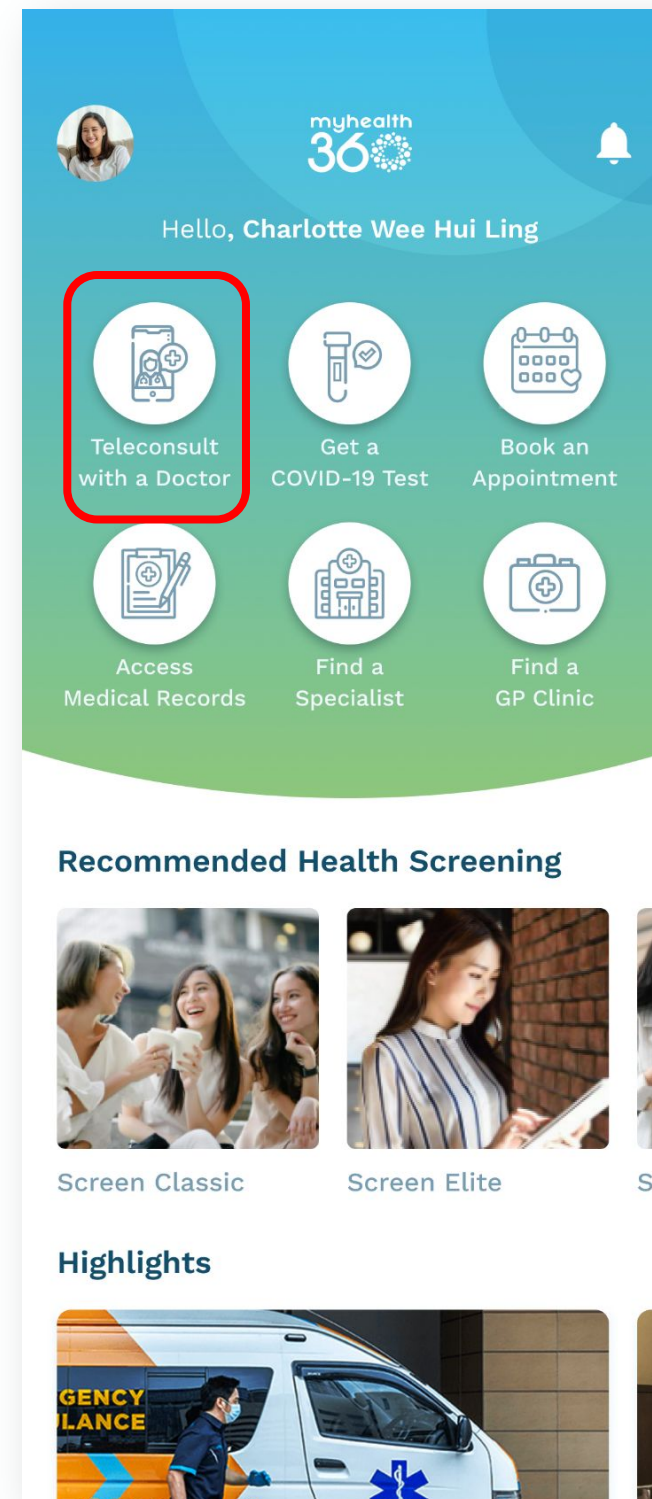 myhealth
360
Hello, Charlotte Wee Hui Ling
Teleconsult
with a Doctor
Get a
COVID-19 Test
Book an
Appointment
Access
Medical Records
Find a
Specialist
Find a
GP Clinic
Recommended Health Screening
Screen Classic
Screen Elite
S
Highlights
GENCY
LANCE